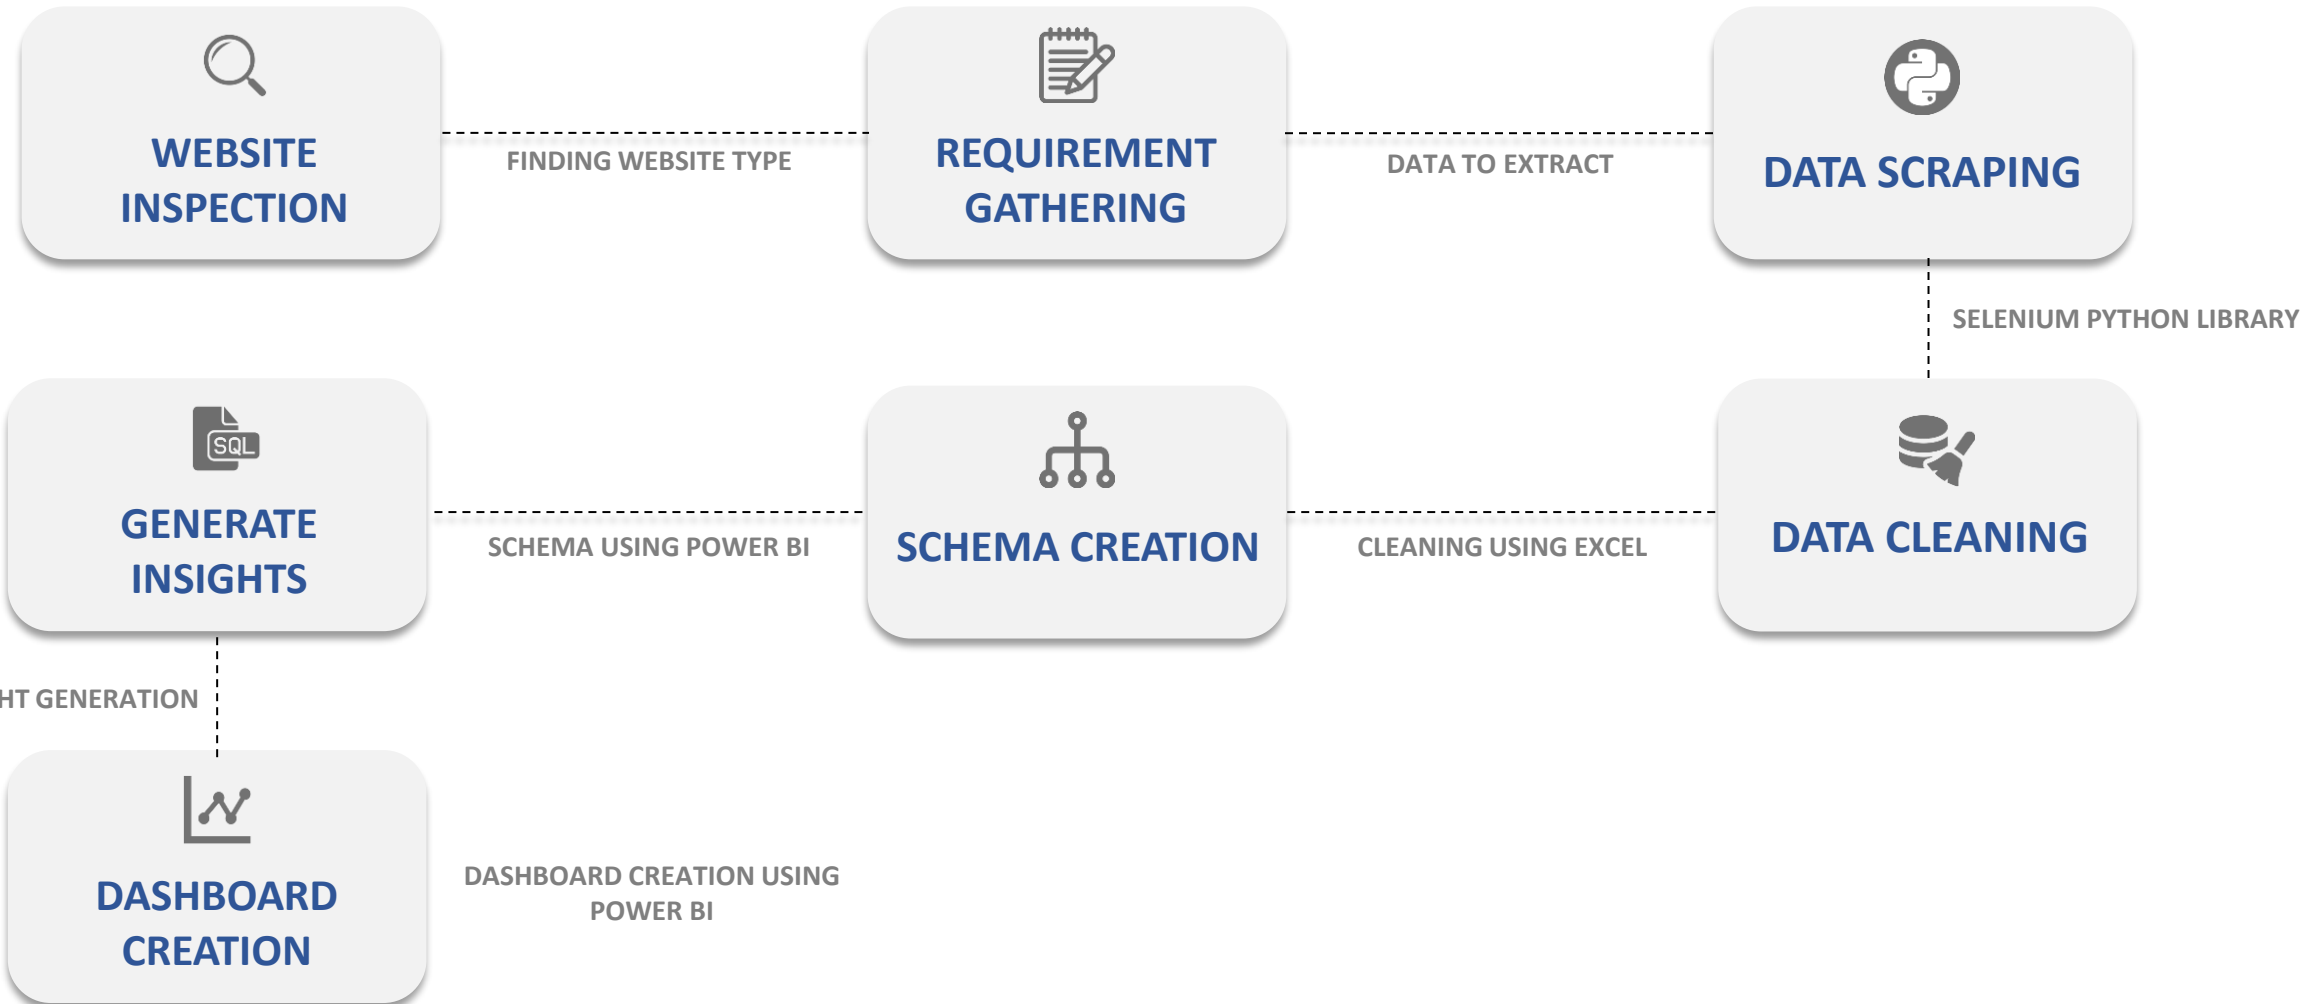 WEBSITE
INSPECTION
FINDING WEBSITE TYPE
REQUIREMENT
GATHERING
DATA TO EXTRACT
DATA SCRAPING
SELENIUM PYTHON LIBRARY
SQL
GENERATE
INSIGHTS
SCHEMA USING POWER BI
SCHEMA CREATION
CLEANING USING EXCEL
DATA CLEANING
GENERATION
DASHBOARD
CREATION
DASHBOARD CREATION USING
POWER BI